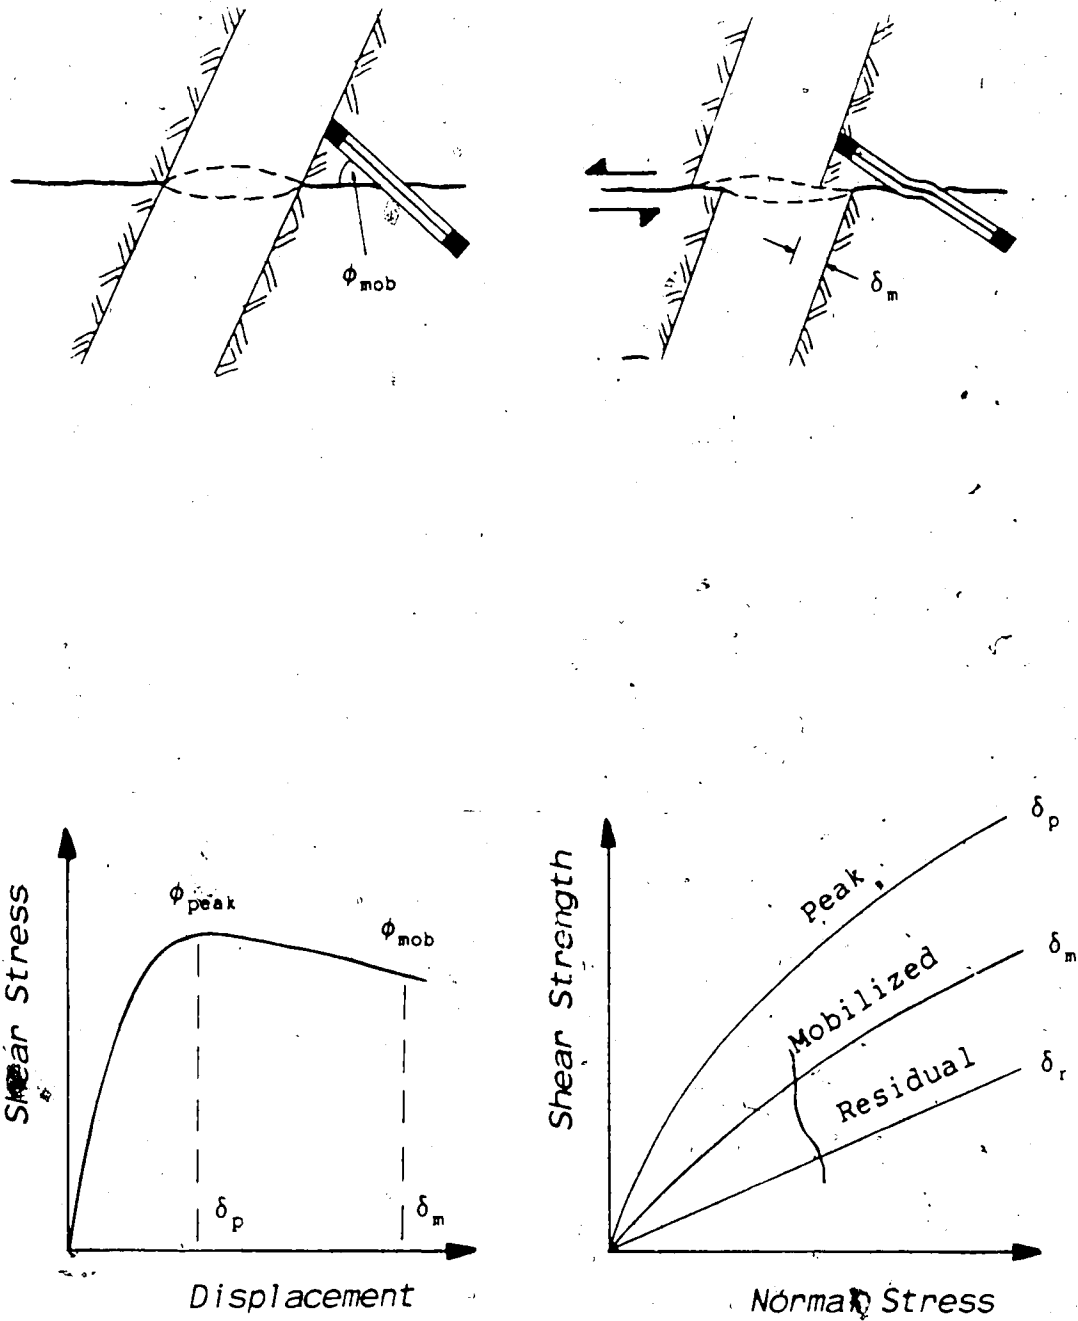 ϕmob
δm
Shear Stress
ϕpeak
ϕmob
δp
δm
Displacement
Shear Strength
Peak
Mobilized
Residual
δp
δm
δr
Normal Stress